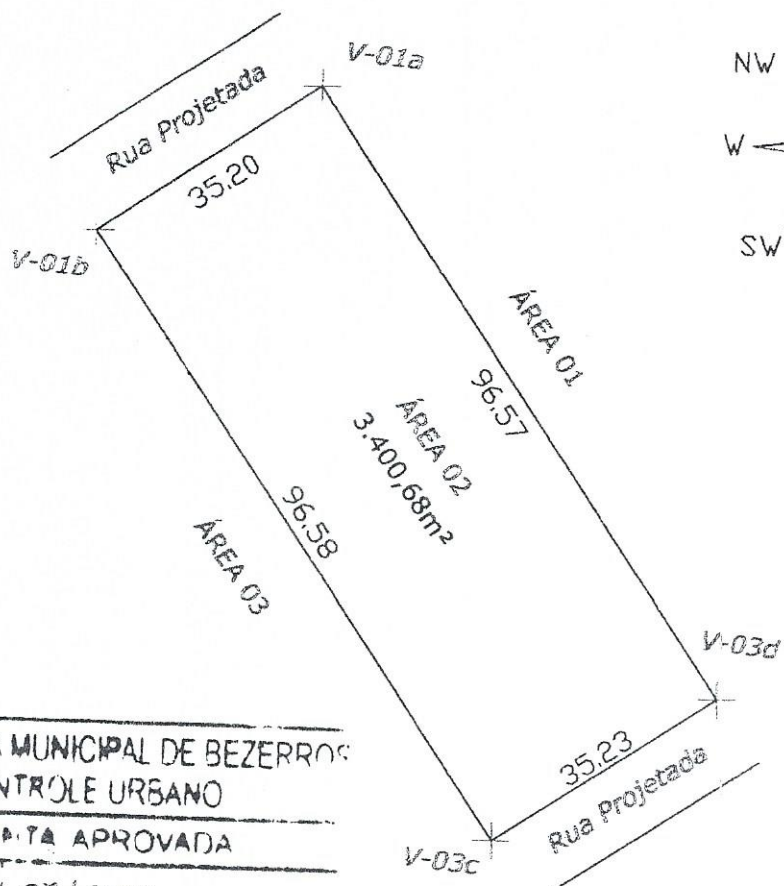 V-01a
NW
Rua Projetada
W
35.20
V-01b
SW
ÁREA 01
96.57
ÁREA 02
3.400,68m²
96.58
ÁREA 03
V-03d
MUNICIPAL DE BEZERROS
NTROLE URBANO
35.23
Rua Projetada
APROVADA
V-03c